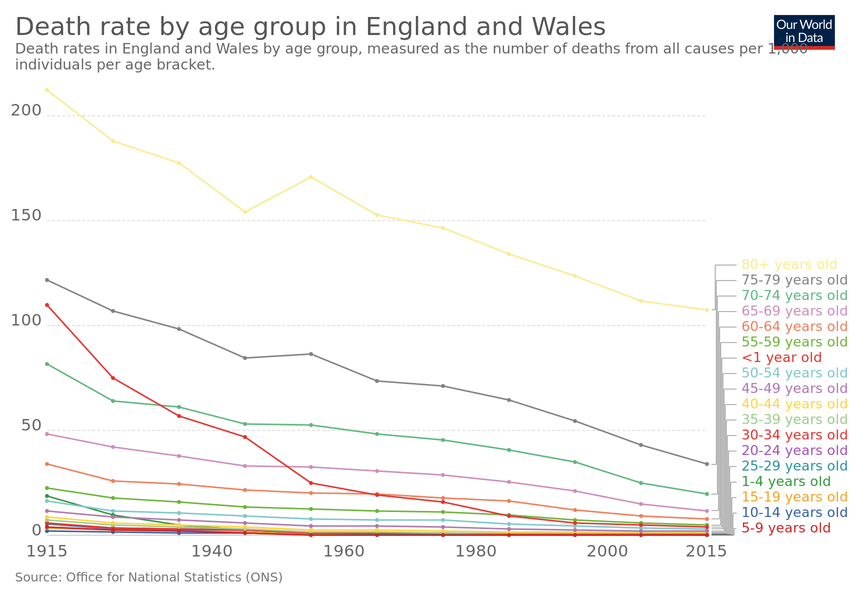 Death rate by age group in England and Wales
Our World
in Data
Death rates in England and Wales by age group, measured as the number of deaths from all causes per 1,000
individuals per age bracket.
200
150
100
50
0
1915
1940
1960
1980
2000
2015
80+ years old
75-79 years old
70-74 years old
65-69 years old
60-64 years old
55-59 years old
<1 year old
50-54 years old
45-49 years old
40-44 years old
35-39 years old
30-34 years old
20-24 years old
25-29 years old
1-4 years old
15-19 years old
10-14 years old
5-9 years old
Source: Office for National Statistics (ONS)